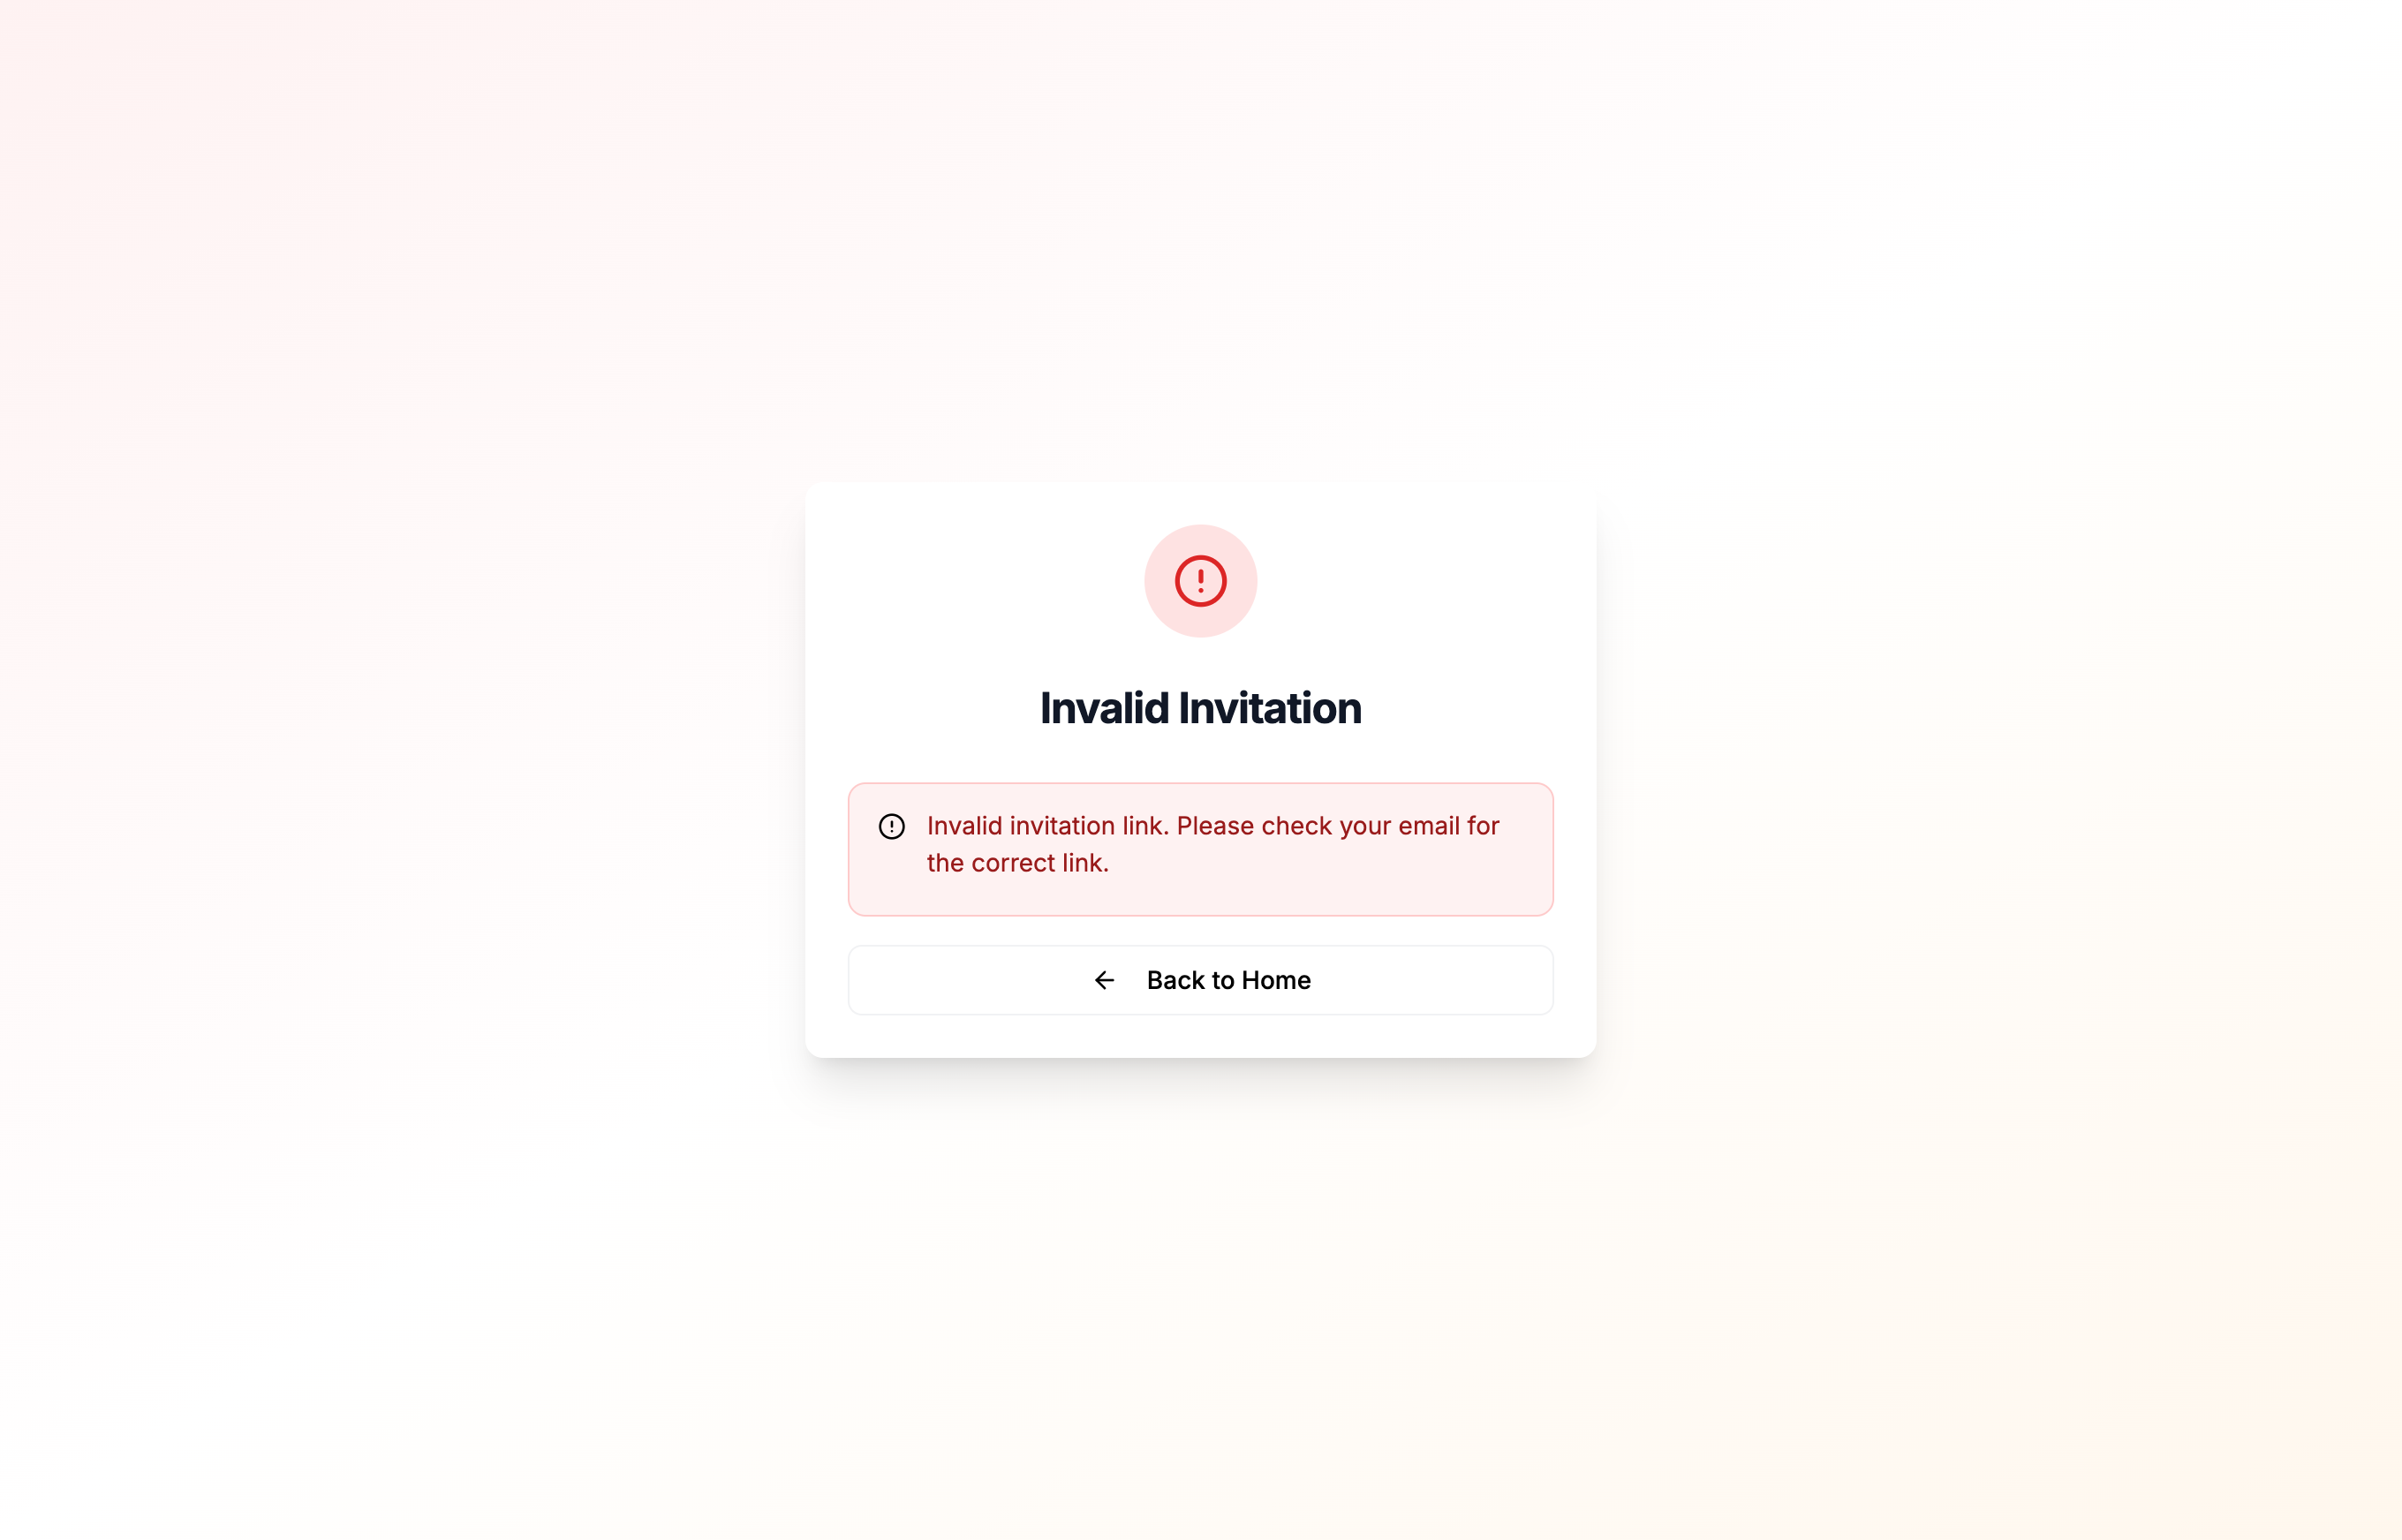 Invalid Invitation
Invalid invitation link. Please check your email for
the correct link.
Back to Home